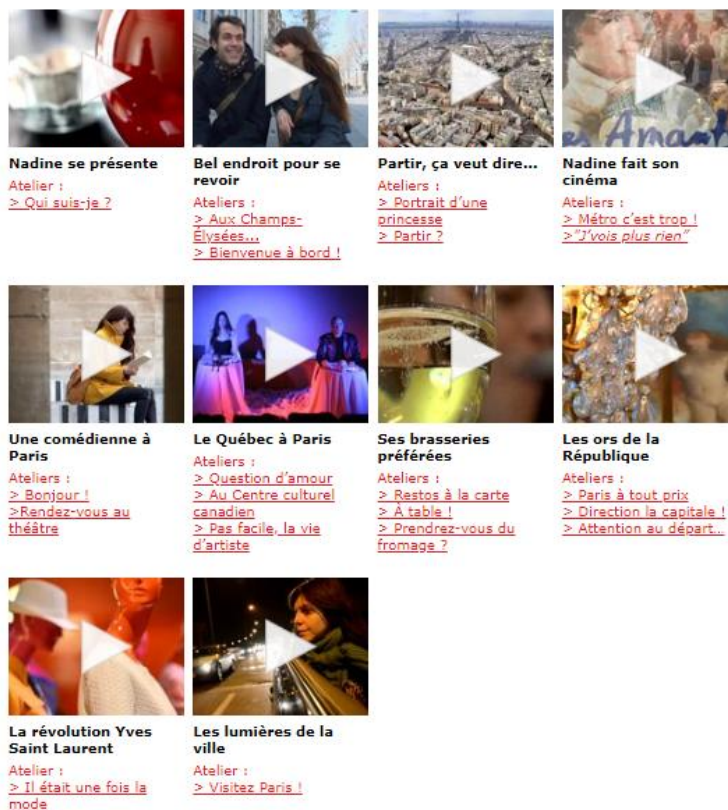 es Amant
Nadine se présente
Atelier :
> Qui suis-je ?
Bel endroit pour se
revoir
Ateliers :
> Aux Champs-
Élysées...
> Bienvenue à bord !
Partir, ça veut dire...
Ateliers :
> Portrait d'une
princesse
> Partir ?
Nadine fait son
cinéma
Ateliers :
> Métro c'est trop !
>"J'vois plus rien"
Une comédienne à
Paris
Ateliers :
> Bonjour !
>Rendez-vous au
théâtre
Le Québec à Paris
Ateliers :
> Question d'amour
> Au Centre culturel
canadien
> Pas facile, la vie
d'artiste
Ses brasseries
préférées
Ateliers :
> Restos à la carte
> À table !
> Prendrez-vous du
fromage ?
Les ors de la
République
Ateliers :
> Paris à tout prix
> Direction la capitale !
> Attention au départ...
La révolution Yves
Saint Laurent
Atelier :
> Il était une fois la
mode
Les lumières de la
ville
Atelier :
> Visitez Paris !